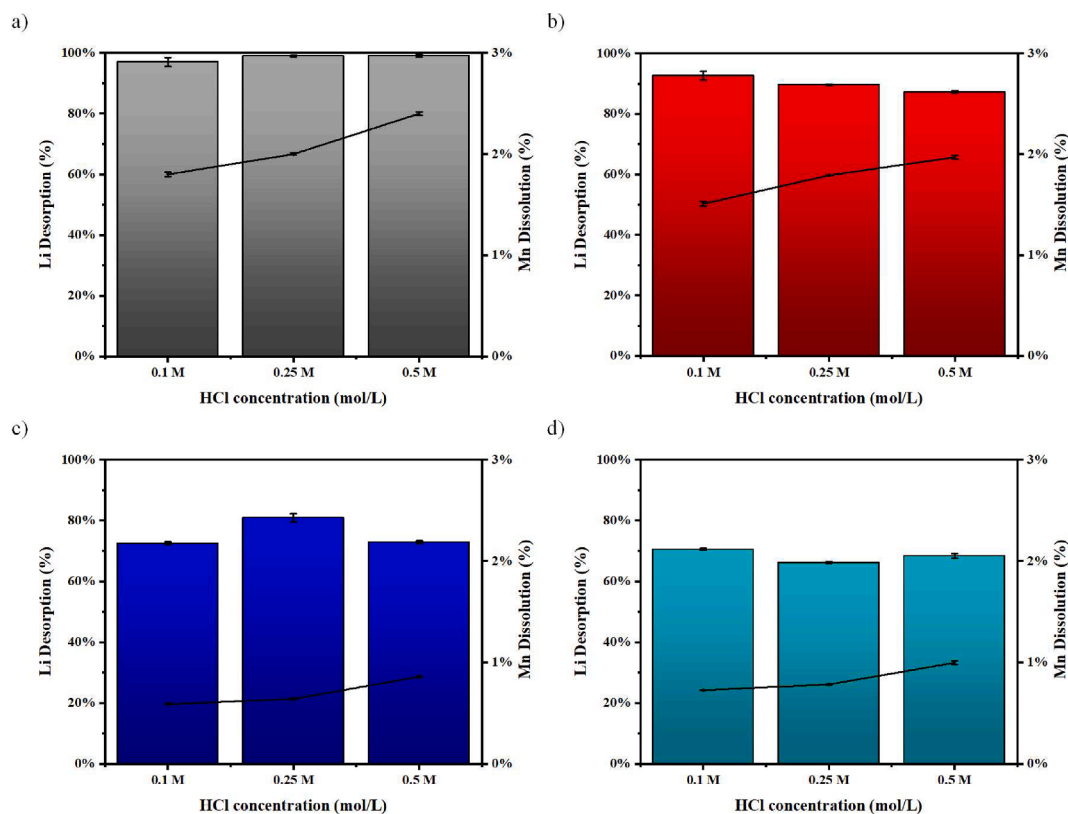 a)
100%
80%
60%
40%
20%
0%
Li Desorption (%)
3%
2%
1%
0%
Mn Dissolution (%)
0.1 M 0.25 M 0.5 M
HCl concentration (mol/L)
b)
100%
80%
60%
40%
20%
0%
Li Desorption (%)
3%
2%
1%
0%
Mn Dissolution (%)
0.1 M 0.25 M 0.5 M
HCl concentration (mol/L)
c)
100%
80%
60%
40%
20%
0%
Li Desorption (%)
3%
2%
1%
0%
Mn Dissolution (%)
0.1 M 0.25 M 0.5 M
HCl concentration (mol/L)
d)
100%
80%
60%
40%
20%
0%
Li Desorption (%)
3%
2%
1%
0%
Mn Dissolution (%)
0.1 M 0.25 M 0.5 M
HCl concentration (mol/L)